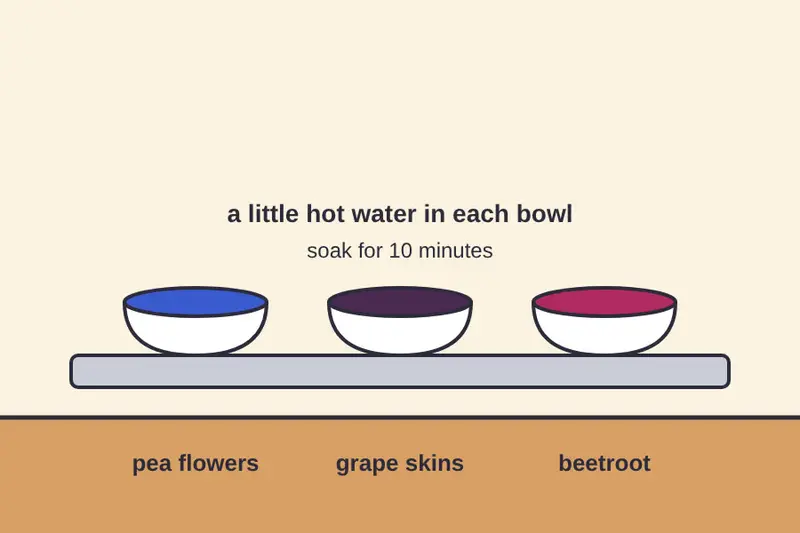 a little hot water in each bowl
soak for 10 minutes
pea flowers grape skins beetroot